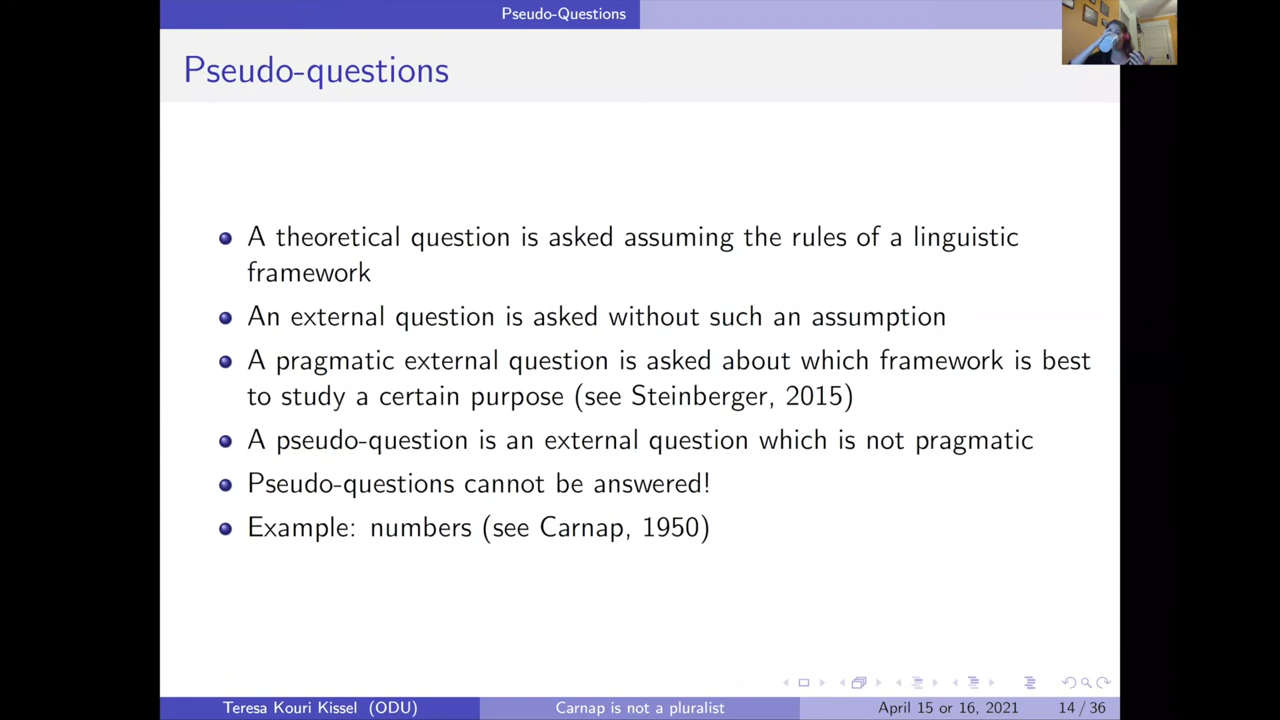 Pseudo-Questions
Pseudo-questions
A theoretical question is asked assuming the rules of a linguistic
framework
An external question is asked without such an assumption
A pragmatic external question is asked about which framework is best
to study a certain purpose (see Steinberger, 2015)
A pseudo-question is an external question which is not pragmatic
Pseudo-questions cannot be answered!
Example: numbers (see Carnap, 1950)
Teresa Kouri Kissel (ODU)
Carnap is not a pluralist
April 15 or 16, 2021
14 / 36